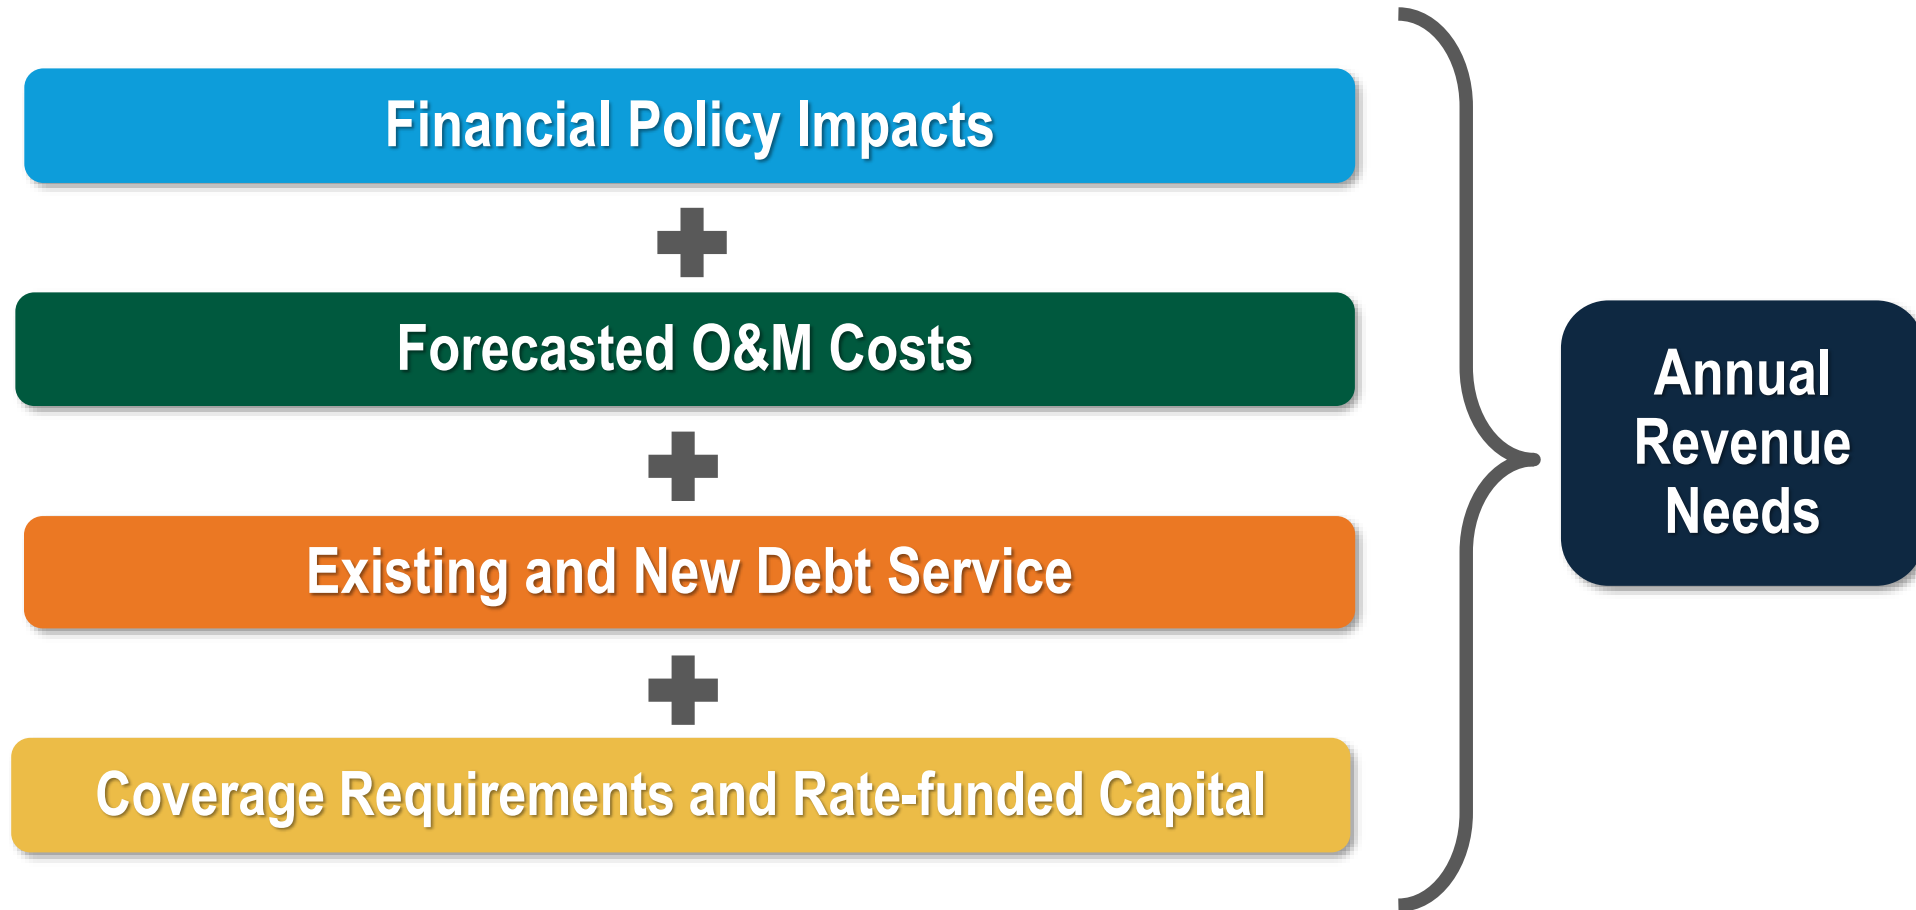 Financial Policy Impacts
Forecasted O&M Costs
Existing and New Debt Service
Coverage Requirements and Rate-funded Capital
Annual
Revenue
Needs